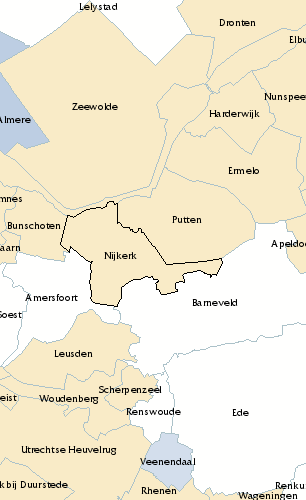 Lelystad
Dronten
Elbu
Zeewolde
Nunspee
Harderwijk
Almere
Ermelo
mnes
Putten
Bunschoten
Apeldoo
aarn
Nijkerk
Amersfoort
Barneveld
Soest
Leusden
Scherpenzeel
eist
Woudenberg
Renswoude
Ede
Utrechtse Heuvelrug
Veenendaal
k bij Duurstede
Rhenen
Renku
Wageningen